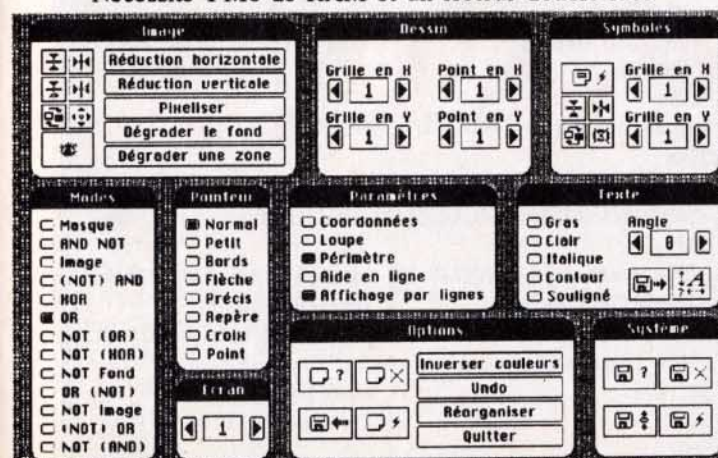 Image
Réduction horizontale
Réduction verticale
Pixeliser
Dégrader le fond
Dégrader une zone
Dessin
Grille en X
Point en X
1
1
Grille en Y
Point en Y
1
1
Symboles
Grille en X
1
Grille en Y
1
Modes
Masque
AND NOT
Image
(NOT) AND
XOR
OR
NOT (OR)
NOT (XOR)
NOT Fond
OR (NOT)
NOT Image
(NOT) OR
NOT (AND)
Pointeur
Normal
Petit
Bords
Flèche
Précis
Repère
Croix
Point
Ecran
1
Paramètres
Coordonnées
Loupe
Périmètre
Aide en ligne
Affichage par lignes
Texte
Gras
Clair
Italique
Contour
Souligné
Angle
0
Options
Inverser couleurs
Undo
Réorganiser
Quitter
Système